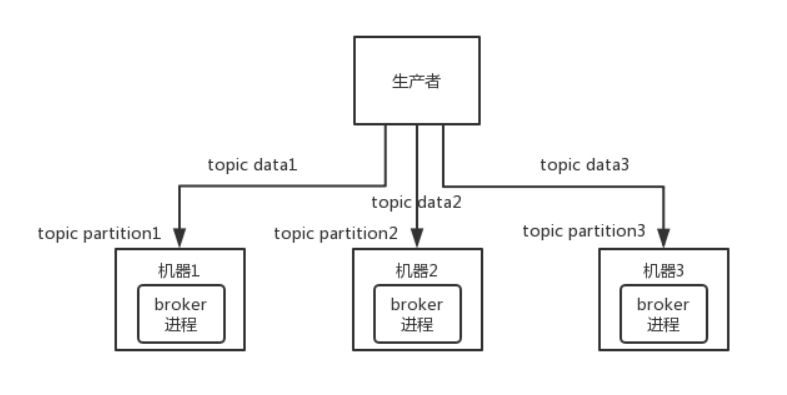 生产者
topic data1
topic data3
topic data2
topic partition1
topic partition2
topic partition3
机器1
机器2
机器3
broker
进程
broker
进程
broker
进程